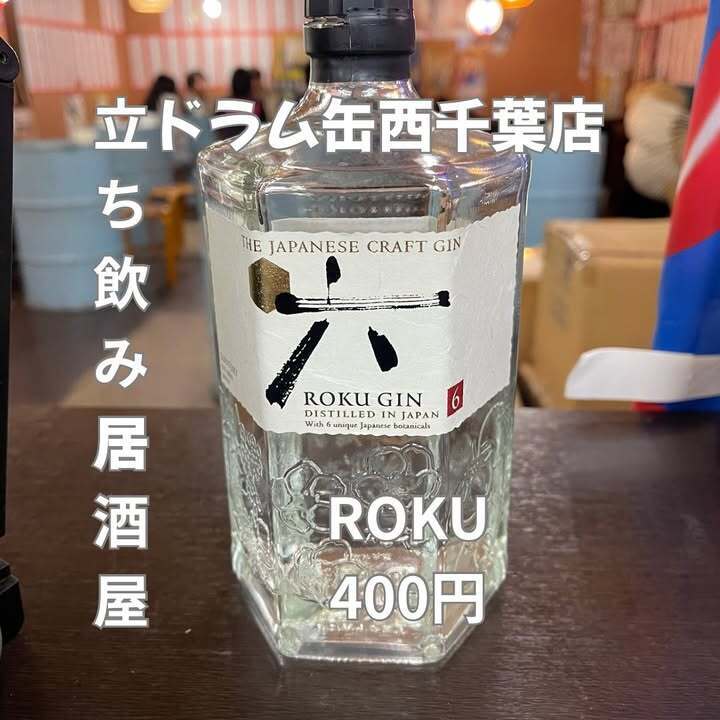 立ドラム缶西千葉店
ち飲み居酒屋
THE JAPANESE CRAFT GIN
六
ROKU GIN
DISTILLED IN JAPAN
6
With 6 unique Japanese botanicals
ROKU
400円